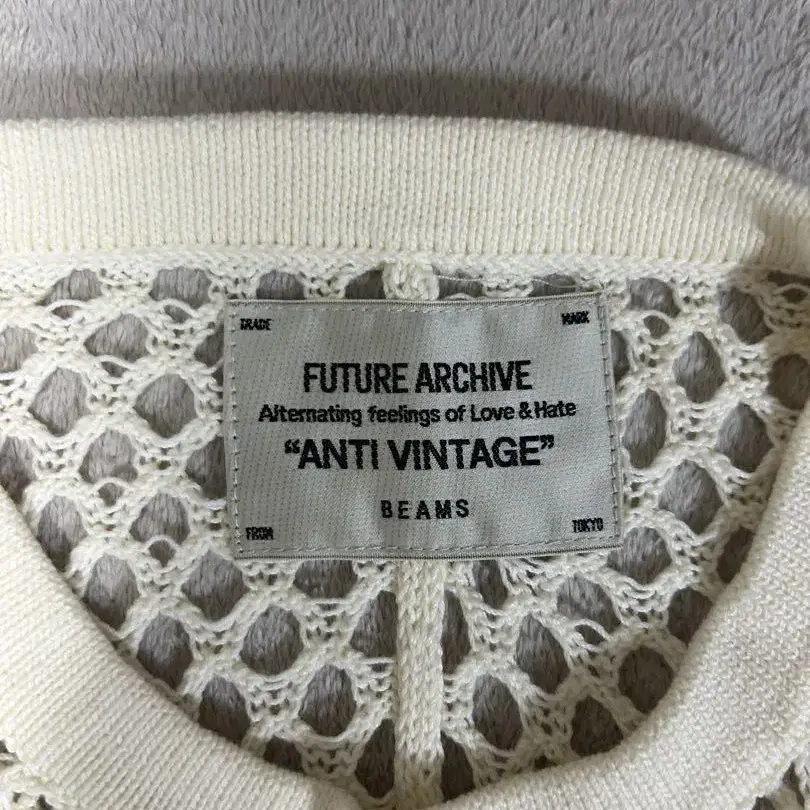 TRADE MARK
FUTURE ARCHIVE
Alternating feelings of Love & Hate
“ANTI VINTAGE”
BEAMS
FROM TOKYO